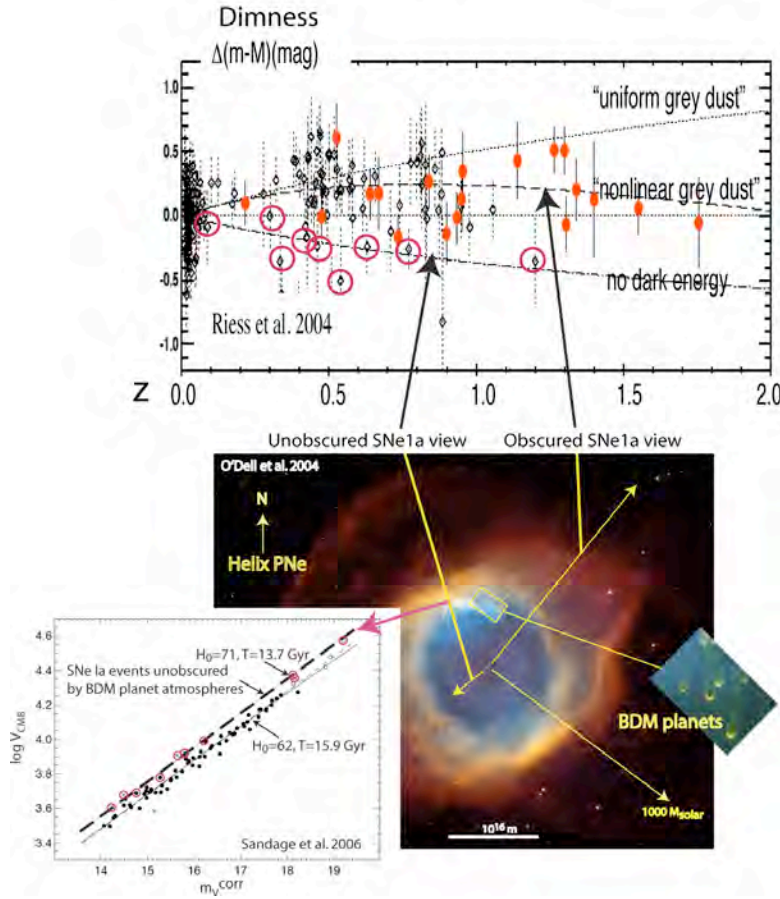 Dimness
Δ(m-M)(mag)
1.0
"uniform grey dust"
0.5
"nonlinear grey dust"
0.0
-0.5
no dark energy
Riess et al. 2004
-1.0
Z
0.0
0.5
1.0
1.5
2.0
Unobscured SNe1a view
Obscured SNe1a view
O'Dell et al. 2004
N
Helix PNe
4.6
H₀=71, T=13.7 Gyr
SNe Ia events unobscured
by BDM planet atmospheres
4.4
4.2
log V_CMB
4.0
BDM planets
3.8
H₀=62, T=15.9 Gyr
3.6
1000 M_solar
3.4
Sandage et al. 2006
10¹⁶ m
14
15
16
17
18
19
m_V^corr